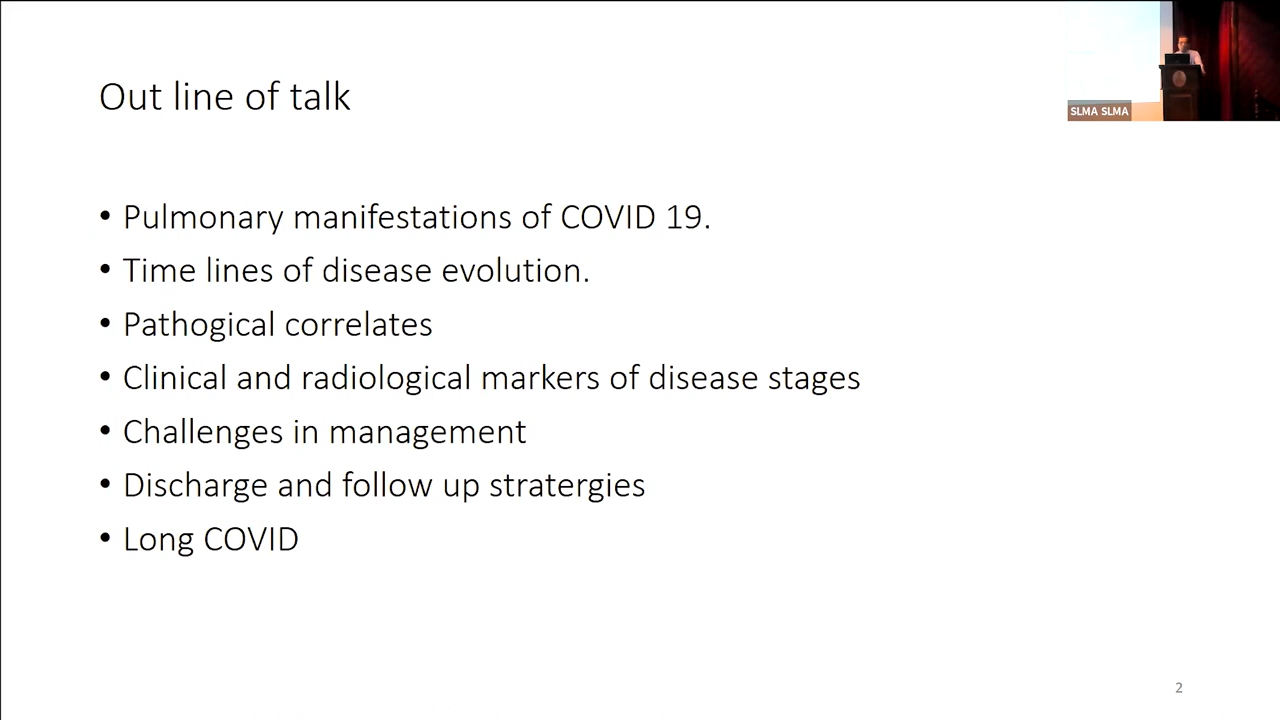 Out line of talk
SLMA SLMA
• Pulmonary manifestations of COVID 19.
• Time lines of disease evolution.
• Pathogical correlates
• Clinical and radiological markers of disease stages
• Challenges in management
• Discharge and follow up stratergies
• Long COVID
2